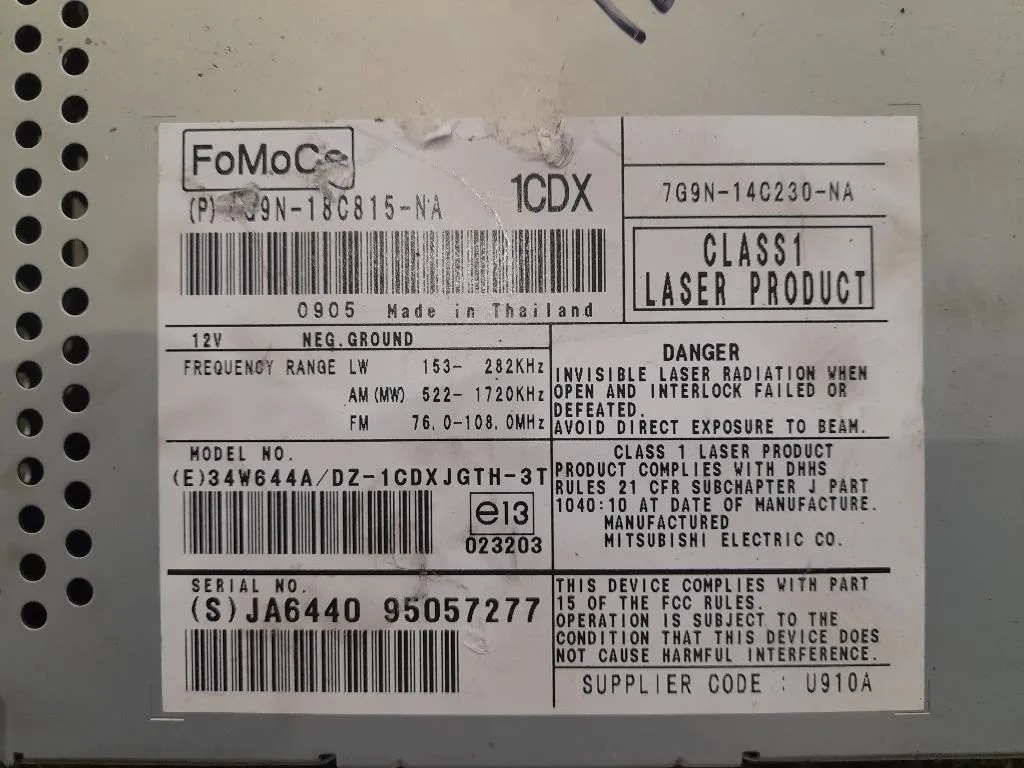 FoMoCo
1CDX
(P) G9N-18C815-NA
0905 Made in Thailand
7G9N-14C230-NA
CLASS1
LASER PRODUCT
12V NEG.GROUND
FREQUENCY RANGE LW 153- 282KHz
AM (MW) 522- 1720KHz
FM 76.0-108.0MHz
DANGER
INVISIBLE LASER RADIATION WHEN
OPEN AND INTERLOCK FAILED OR
DEFEATED.
AVOID DIRECT EXPOSURE TO BEAM.
MODEL NO.
(E)34W644A/DZ-1CDXJGTH-3T
e13
023203
CLASS 1 LASER PRODUCT
PRODUCT COMPLIES WITH DHHS
RULES 21 CFR SUBCHAPTER J PART
1040:10 AT DATE OF MANUFACTURE.
MANUFACTURED
MITSUBISHI ELECTRIC CO.
SERIAL NO.
(S)JA6440 95057277
THIS DEVICE COMPLIES WITH PART
15 OF THE FCC RULES.
OPERATION IS SUBJECT TO THE
CONDITION THAT THIS DEVICE DOES
NOT CAUSE HARMFUL INTERFERENCE.
SUPPLIER CODE : U910A